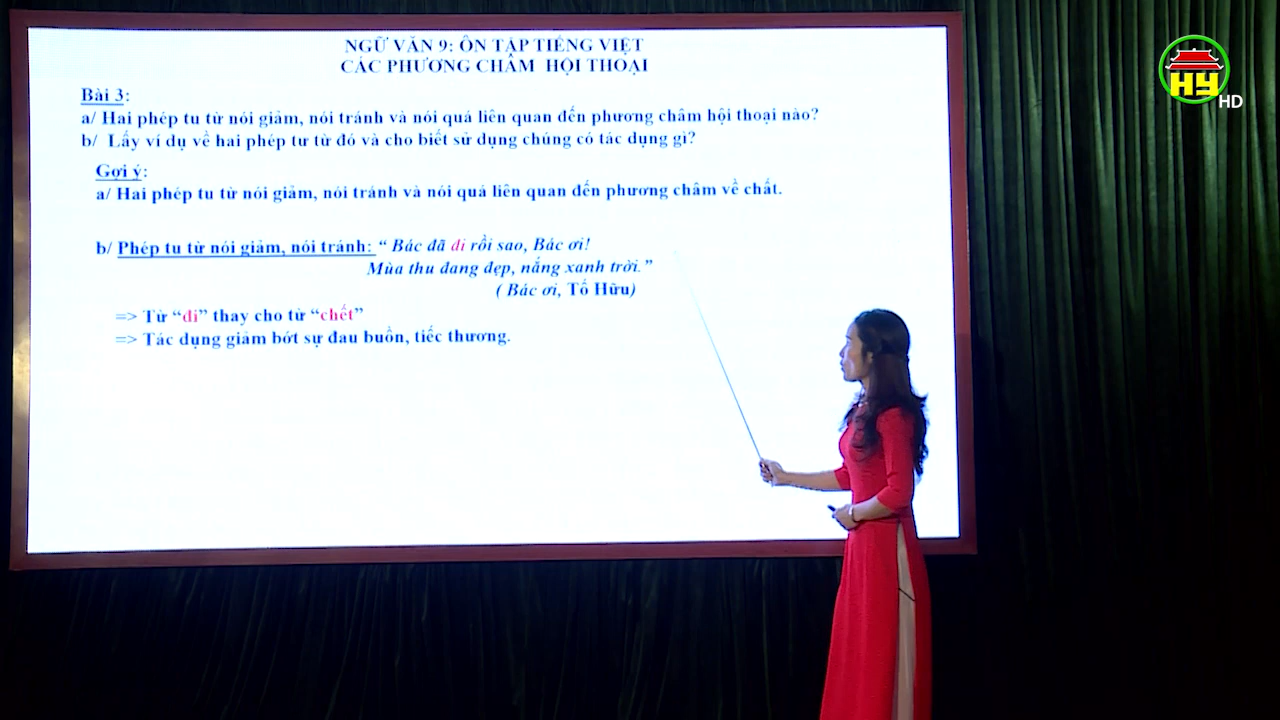 NGỮ VĂN 9: ÔN TẬP TIẾNG VIỆT
CÁC PHƯƠNG CHÂM HỘI THOẠI
Bài 3:
a/ Hai phép tu từ nói giảm, nói tránh và nói quá liên quan đến phương châm hội thoại nào?
b/ Lấy ví dụ về hai phép tư từ đó và cho biết sử dụng chúng có tác dụng gì?
Gợi ý:
a/ Hai phép tu từ nói giảm, nói tránh và nói quá liên quan đến phương châm về chất.
b/ Phép tu từ nói giảm, nói tránh: “ Bác đã đi rồi sao, Bác ơi!
Mùa thu đang đẹp, nắng xanh trời.”
( Bác ơi, Tố Hữu)
=> Từ “đi” thay cho từ “chết”
=> Tác dụng giảm bớt sự đau buồn, tiếc thương.
HY
HD